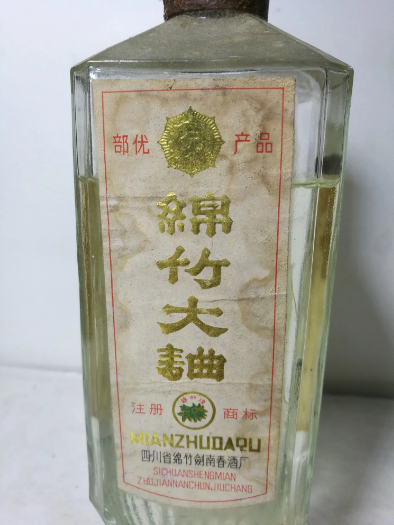 部优 产品
綿
竹
大
麯
注册 商标
MIANZHUDAQU
四川省綿竹劍南春酒厂
SICHUANSHENGMIAN
ZHUJIANNANCHUNJIUCHANG